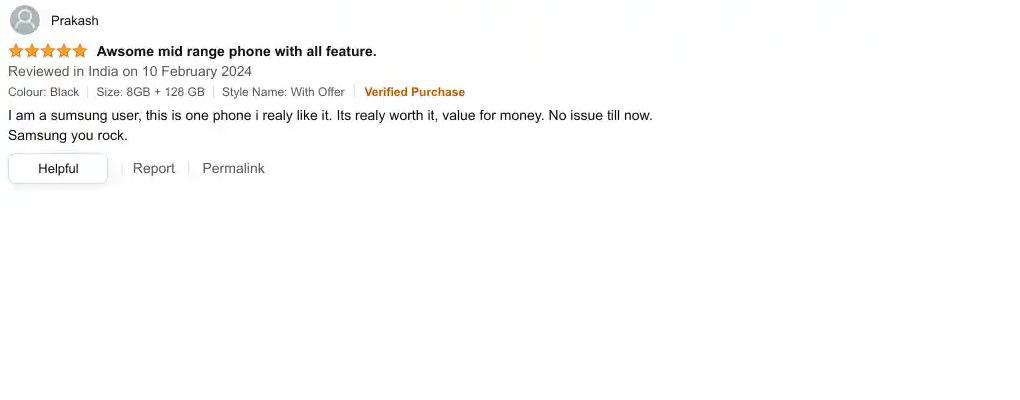 Prakash
Awsome mid range phone with all feature.
Reviewed in India on 10 February 2024
Colour: Black Size: 8GB + 128 GB Style Name: With Offer Verified Purchase
I am a sumsung user, this is one phone i realy like it. Its realy worth it, value for money. No issue till now.
Samsung you rock.
Helpful Report Permalink